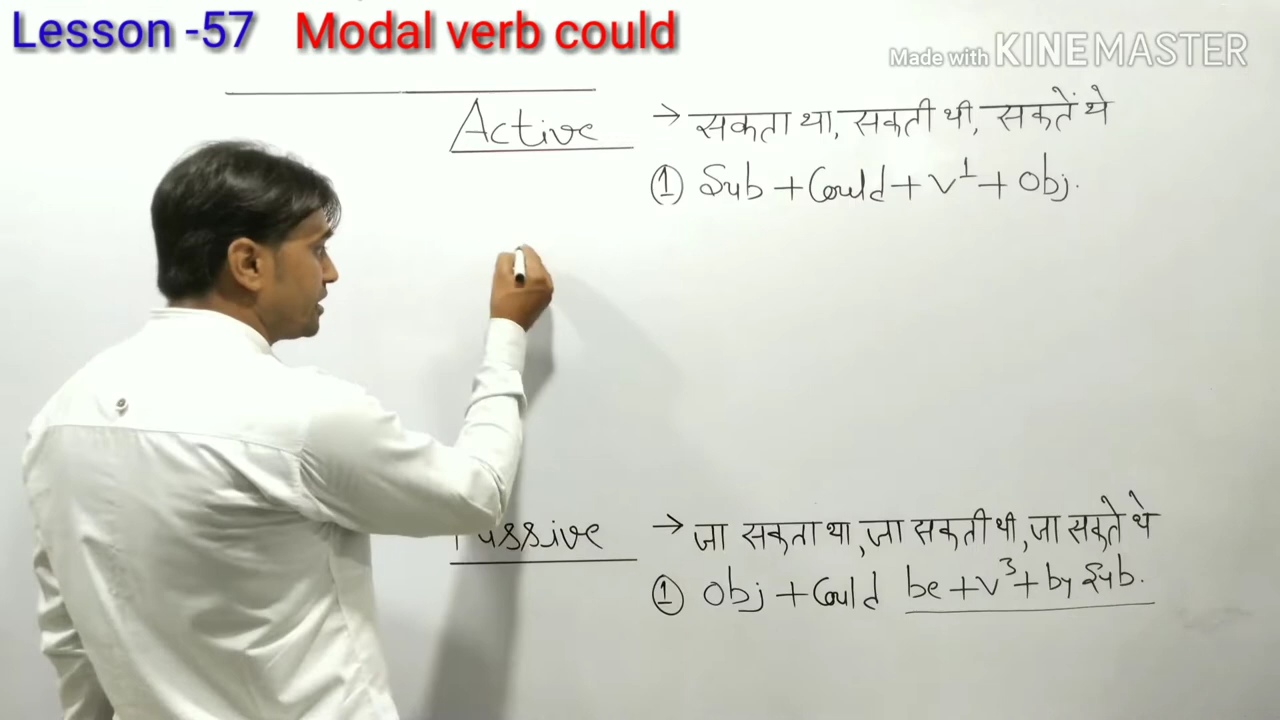 Lesson -57 Modal verb could
Made with KINEMASTER
Active → सकता था, सकती थी, सकतें थे
① Sub + Could + V¹ + Obj.
Passive → जा सकता था, जा सकती थी, जा सकते थे
① Obj + Could be + V³ + by Sub.